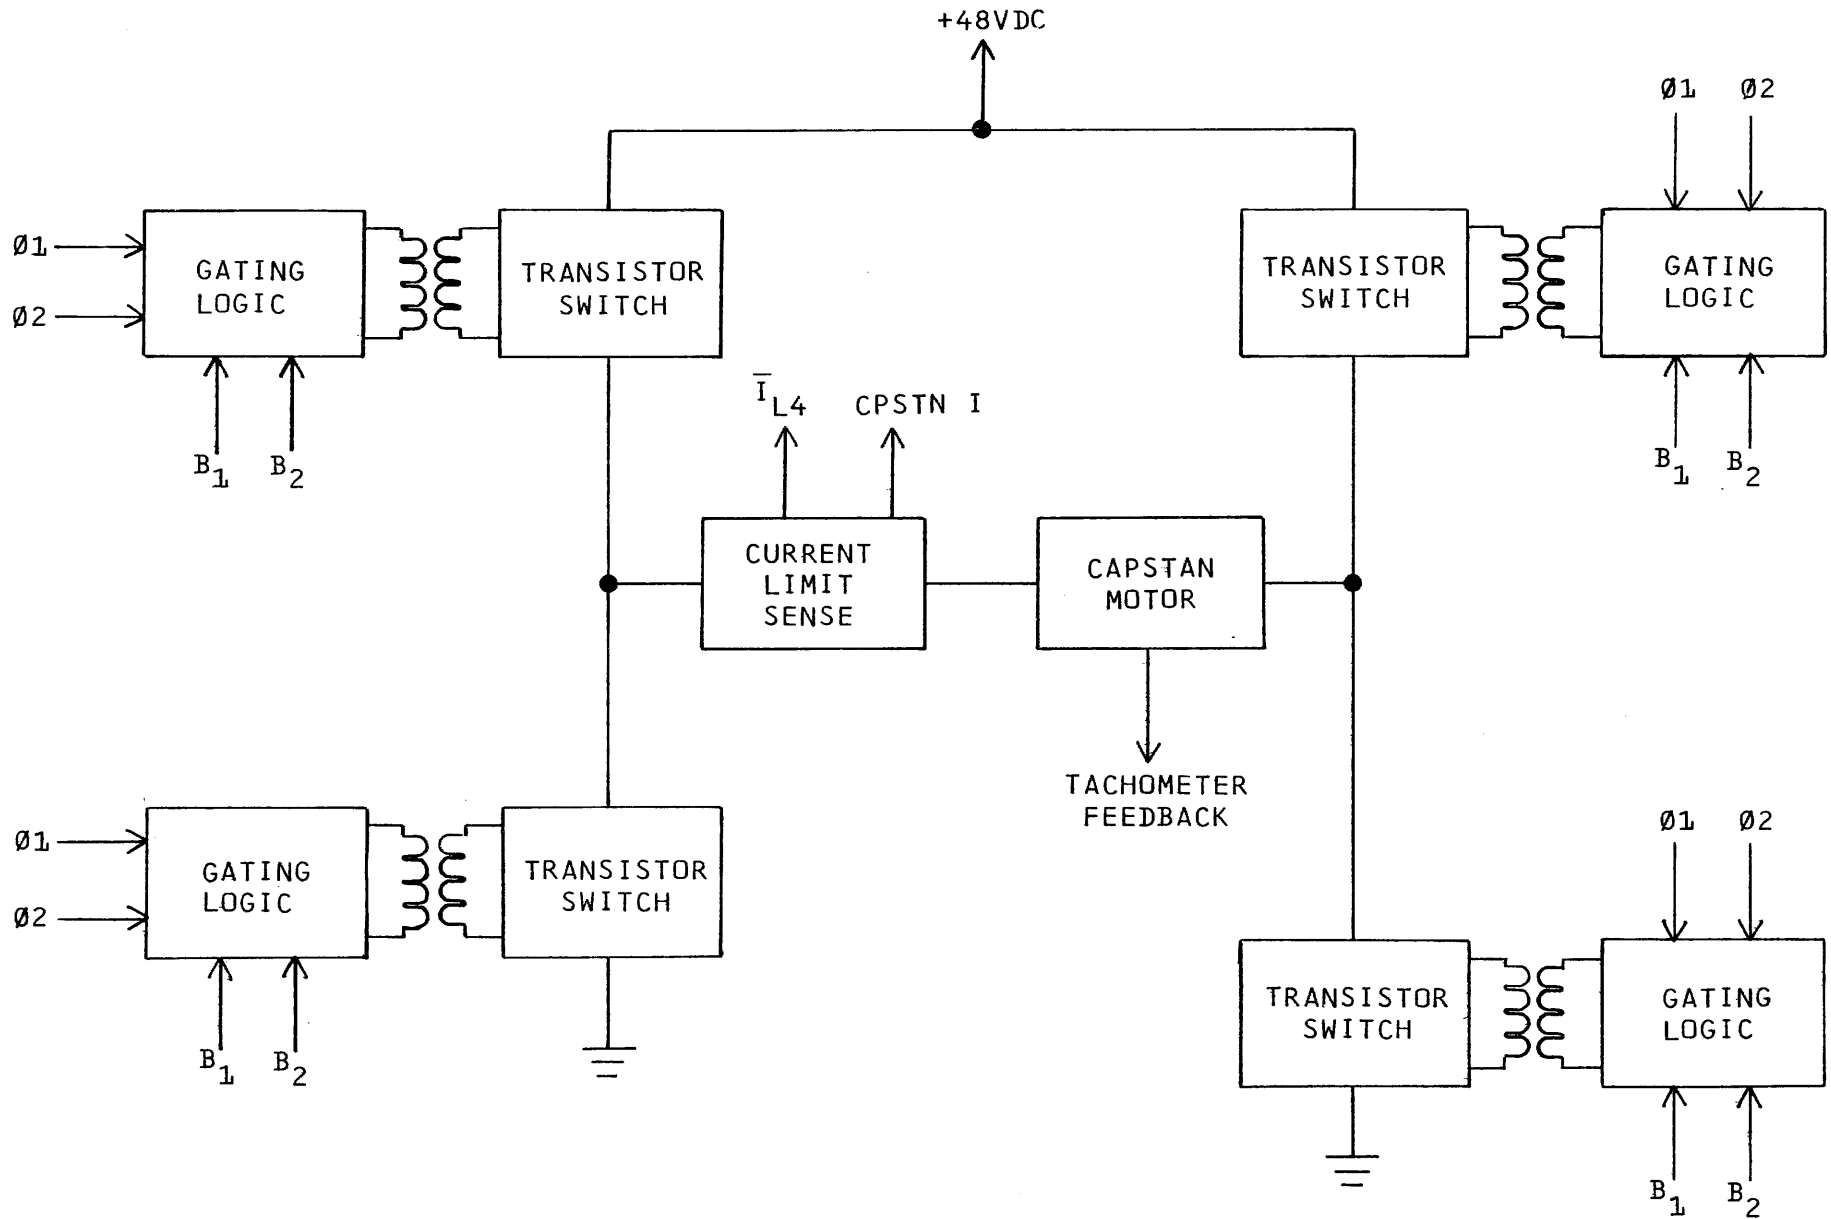 +48VDC
Ø1 Ø2
Ø1
Ø2
GATING
LOGIC
TRANSISTOR
SWITCH
TRANSISTOR
SWITCH
GATING
LOGIC
B1 B2
I̅L4 CPSTN I
B1 B2
CURRENT
LIMIT
SENSE
CAPSTAN
MOTOR
TACHOMETER
FEEDBACK
Ø1
Ø2
GATING
LOGIC
TRANSISTOR
SWITCH
B1 B2
Ø1 Ø2
TRANSISTOR
SWITCH
GATING
LOGIC
B1 B2